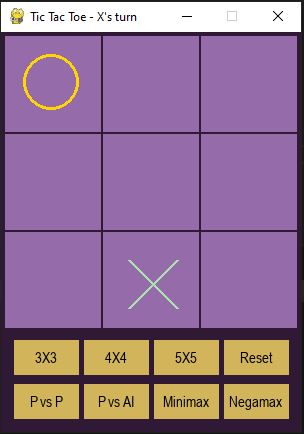 Tic Tac Toe - X's turn
3X3 4X4 5X5 Reset
P vs P P vs AI Minimax Negamax